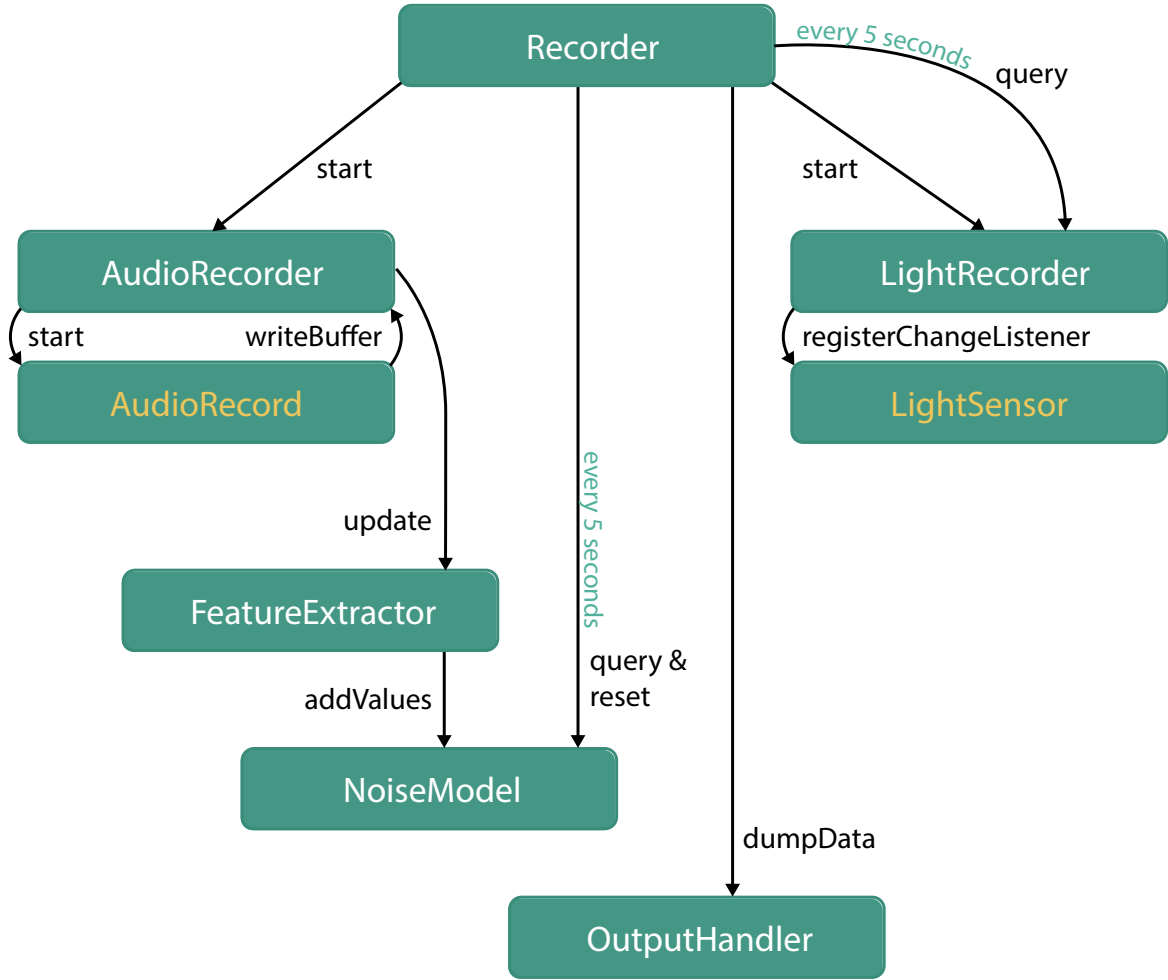 Recorder
every 5 seconds
query
start
start
AudioRecorder
LightRecorder
start
writeBuffer
registerChangeListener
AudioRecord
LightSensor
every 5 seconds
update
FeatureExtractor
query &
reset
addValues
NoiseModel
dumpData
OutputHandler